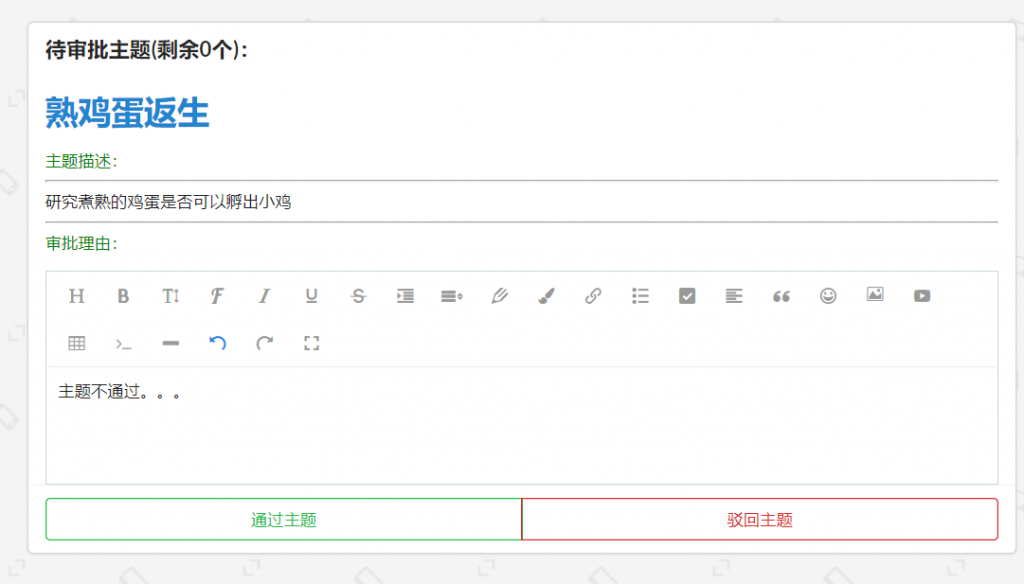 待审批主题(剩余0个):
熟鸡蛋返生
主题描述:
研究煮熟的鸡蛋是否可以孵出小鸡
审批理由:
主题不通过。。。
通过主题
驳回主题